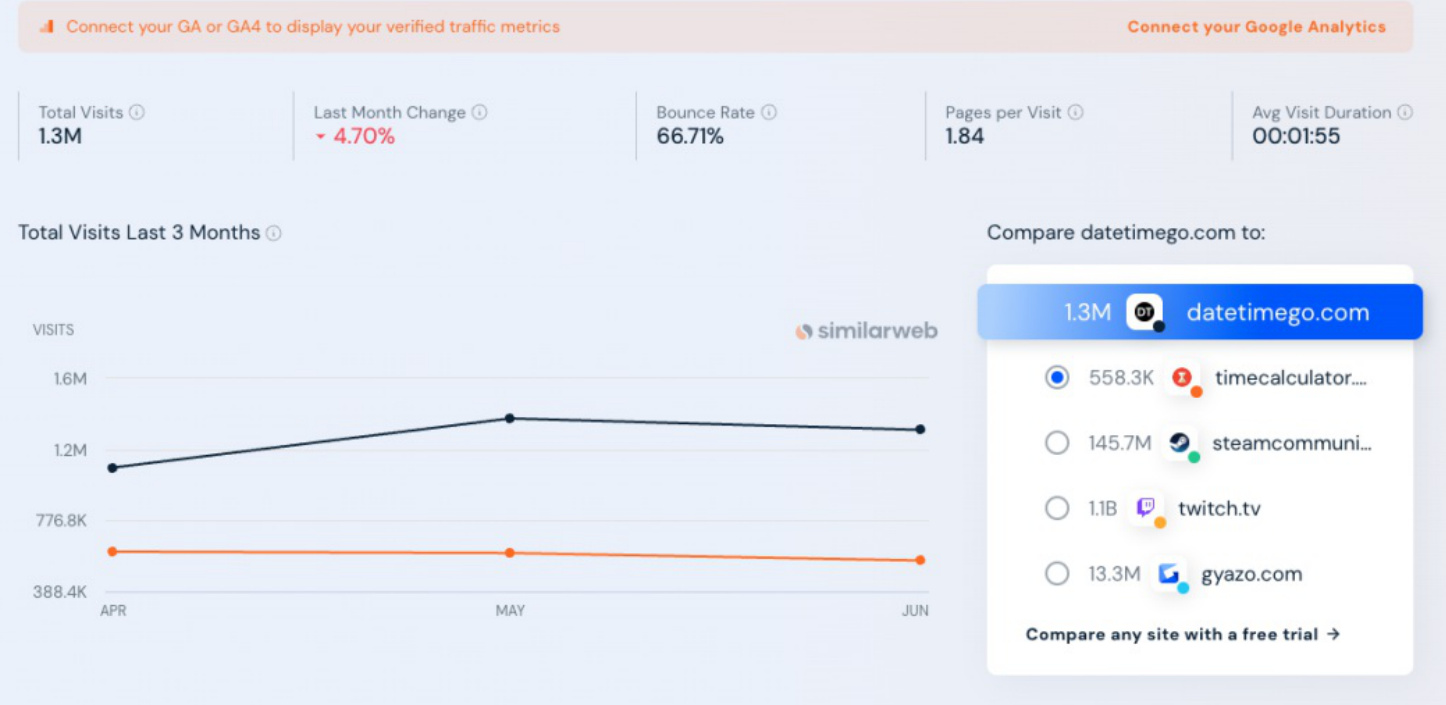 Connect your GA or GA4 to display your verified traffic metrics
Connect your Google Analytics
Total Visits
1.3M
Last Month Change
4.70%
Bounce Rate
66.71%
Pages per Visit
1.84
Avg Visit Duration
00:01:55
Total Visits Last 3 Months
VISITS
similarweb
1.6M
1.2M
776.8K
388.4K
APR MAY JUN
Compare datetimego.com to:
1.3M DT datetimego.com
558.3K timecalculator....
145.7M steamcommuni...
1.1B twitch.tv
13.3M gyazo.com
Compare any site with a free trial →